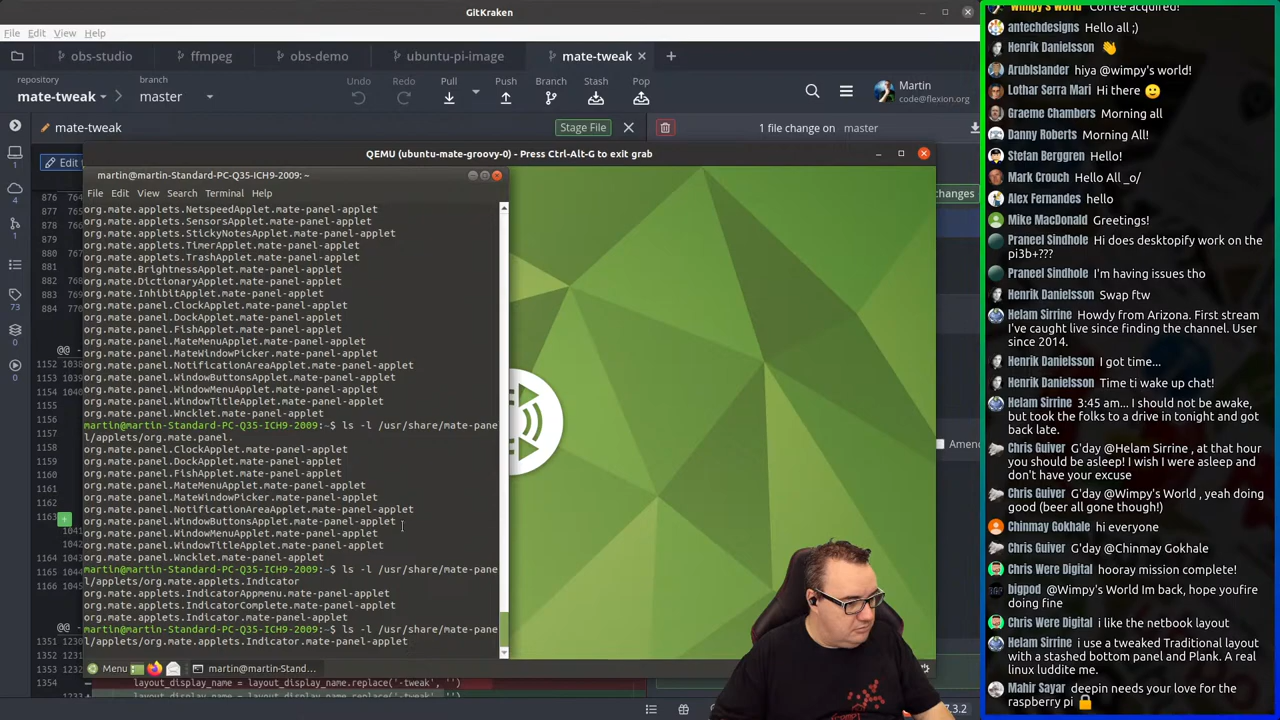 GitKraken
File Edit View Help
obs-studio ffmpeg obs-demo ubuntu-pi-image mate-tweak
repository branch Undo Redo Pull Push Branch Stash Pop
mate-tweak master Martin
code@flexion.org
mate-tweak Stage File 1 file change on master
QEMU (ubuntu-mate-groovy-0) - Press Ctrl-Alt-G to exit grab
Edit changes
martin@martin-Standard-PC-Q35-ICH9-2009: ~
File Edit View Search Terminal Help
org.mate.applets.NetspeedApplet.mate-panel-applet
org.mate.applets.SensorsApplet.mate-panel-applet
org.mate.applets.StickyNotesApplet.mate-panel-applet
org.mate.applets.TimerApplet.mate-panel-applet
org.mate.applets.TrashApplet.mate-panel-applet
org.mate.BrightnessApplet.mate-panel-applet
org.mate.DictionaryApplet.mate-panel-applet
org.mate.InhibitApplet.mate-panel-applet
org.mate.panel.ClockApplet.mate-panel-applet
org.mate.panel.DockApplet.mate-panel-applet
org.mate.panel.FishApplet.mate-panel-applet
org.mate.panel.MateMenuApplet.mate-panel-applet
org.mate.panel.MateWindowPicker.mate-panel-applet
org.mate.panel.NotificationAreaApplet.mate-panel-applet
org.mate.panel.WindowButtonsApplet.mate-panel-applet
org.mate.panel.WindowMenuApplet.mate-panel-applet
org.mate.panel.WindowTitleApplet.mate-panel-applet
org.mate.panel.Wncklet.mate-panel-applet
martin@martin-Standard-PC-Q35-ICH9-2009:~$ ls -l /usr/share/mate-pane
l/applets/org.mate.panel.
org.mate.panel.ClockApplet.mate-panel-applet
org.mate.panel.DockApplet.mate-panel-applet
org.mate.panel.FishApplet.mate-panel-applet
org.mate.panel.MateMenuApplet.mate-panel-applet
org.mate.panel.MateWindowPicker.mate-panel-applet
org.mate.panel.NotificationAreaApplet.mate-panel-applet
org.mate.panel.WindowButtonsApplet.mate-panel-applet
org.mate.panel.WindowMenuApplet.mate-panel-applet
org.mate.panel.WindowTitleApplet.mate-panel-applet
org.mate.panel.Wncklet.mate-panel-applet
martin@martin-Standard-PC-Q35-ICH9-2009:~$ ls -l /usr/share/mate-pane
l/applets/org.mate.applets.Indicator
org.mate.applets.IndicatorAppmenu.mate-panel-applet
org.mate.applets.IndicatorComplete.mate-panel-applet
org.mate.applets.Indicator.mate-panel-applet
martin@martin-Standard-PC-Q35-ICH9-2009:~$ ls -l /usr/share/mate-pane
l/applets/org.mate.applets.Indicator.mate-panel-applet
Menu martin@martin-Stand...
layout_display_name = layout_display_name.replace('-tweak', '')
7.3.2
Wimpy's World Coffee acquired!
antechdesigns Hello all ;)
Henrik Danielsson 👋
ArubIslander hiya @wimpy's world!
Lothar Serra Mari Hi there 🙂
Graeme Chambers Morning all
Danny Roberts Morning All!
Stefan Berggren Hello!
Mark Crouch Hello All _o/
Alex Fernandes hello
Mike MacDonald Greetings!
Praneel Sindhole Hi does desktopify work on the
pi3b+???
Praneel Sindhole I'm having issues tho
Henrik Danielsson Swap ftw
Helam Sirrine Howdy from Arizona. First stream
I've caught live since finding the channel. User
since 2014.
Henrik Danielsson I got time...
Henrik Danielsson Time ti wake up chat!
Helam Sirrine 3:45 am... I should not be awake,
but took the folks to a drive in tonight and got
back late.
Chris Guiver G'day @Helam Sirrine , at that hour
you should be asleep! I wish I were asleep and
don't have your excuse
Chris Guiver G'day @Wimpy's World , yeah doing
good (beer all gone though!)
Chinmay Gokhale hi everyone
Chris Guiver G'day @Chinmay Gokhale
Chris Were Digital hooray mission complete!
bigpod @Wimpy's World Im back, hope youfire
doing fine
Chris Were Digital i like the netbook layout
Helam Sirrine i use a tweaked Traditional layout
with a stashed bottom panel and Plank. A real
linux luddite me.
Mahir Sayar deepin needs your love for the
raspberry pi 🔒